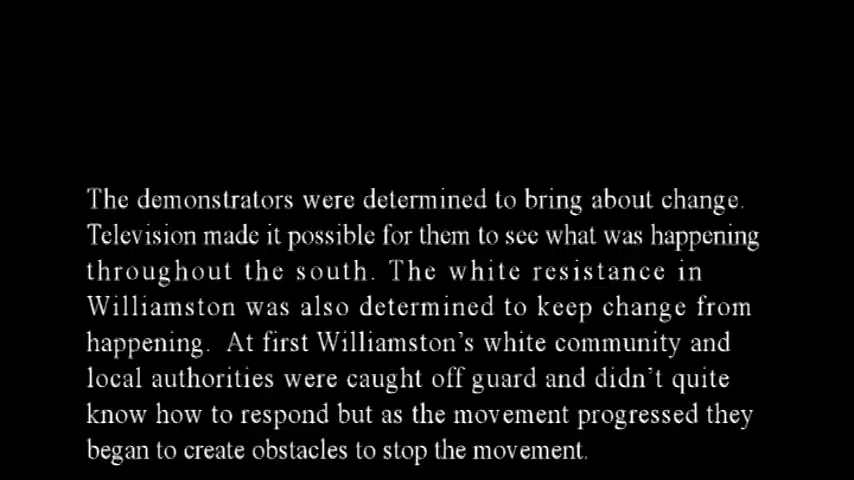 The demonstrators were determined to bring about change.
Television made it possible for them to see what was happening
throughout the south. The white resistance in
Williamston was also determined to keep change from
happening.  At first Williamston's white community and
local authorities were caught off guard and didn't quite
know how to respond but as the movement progressed they
began to create obstacles to stop the movement.